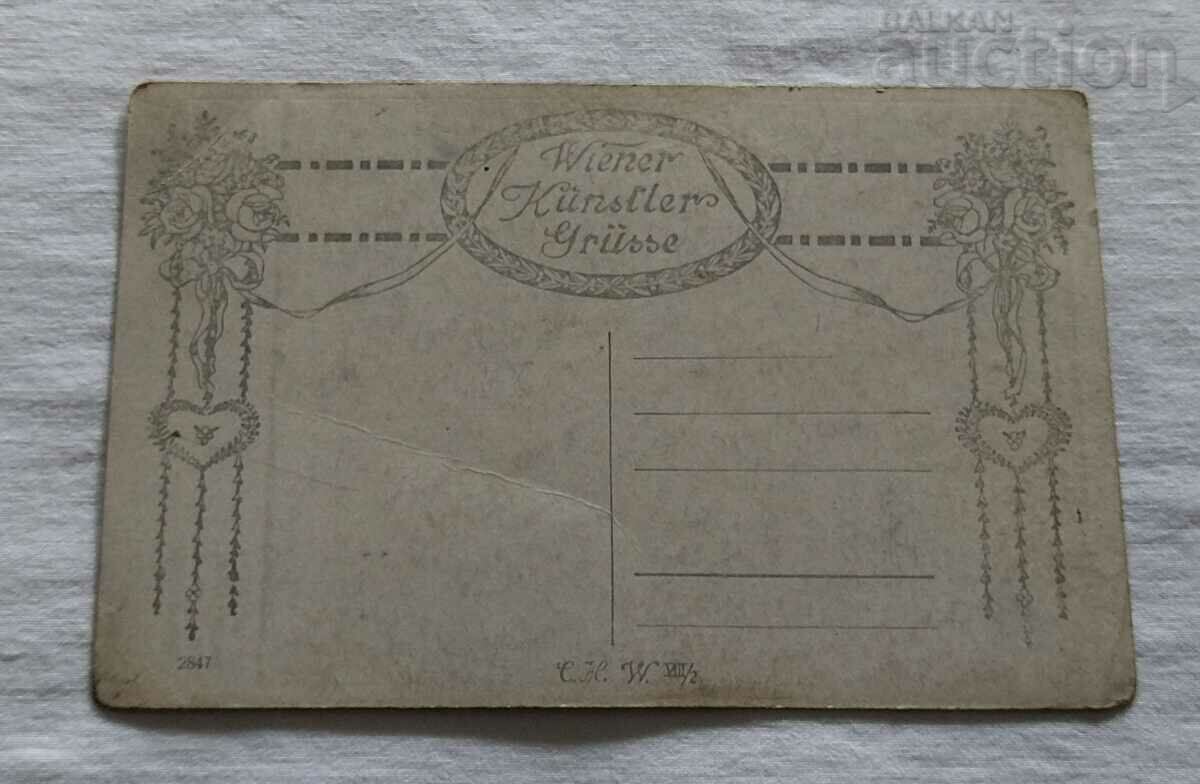 BALKAN
auction
Wiener
Künstler
Grüsse
2847
C.H.W. VIII/2